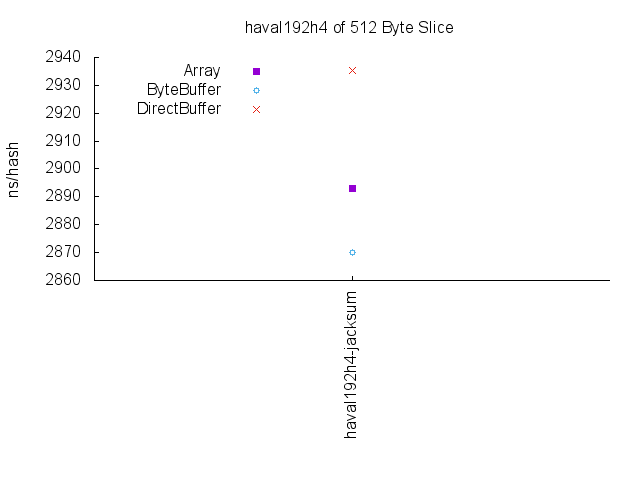 haval192h4 of 512 Byte Slice
2940
2930
2920
2910
2900
2890
2880
2870
2860
ns/hash
Array
ByteBuffer
DirectBuffer
haval192h4-jacksum